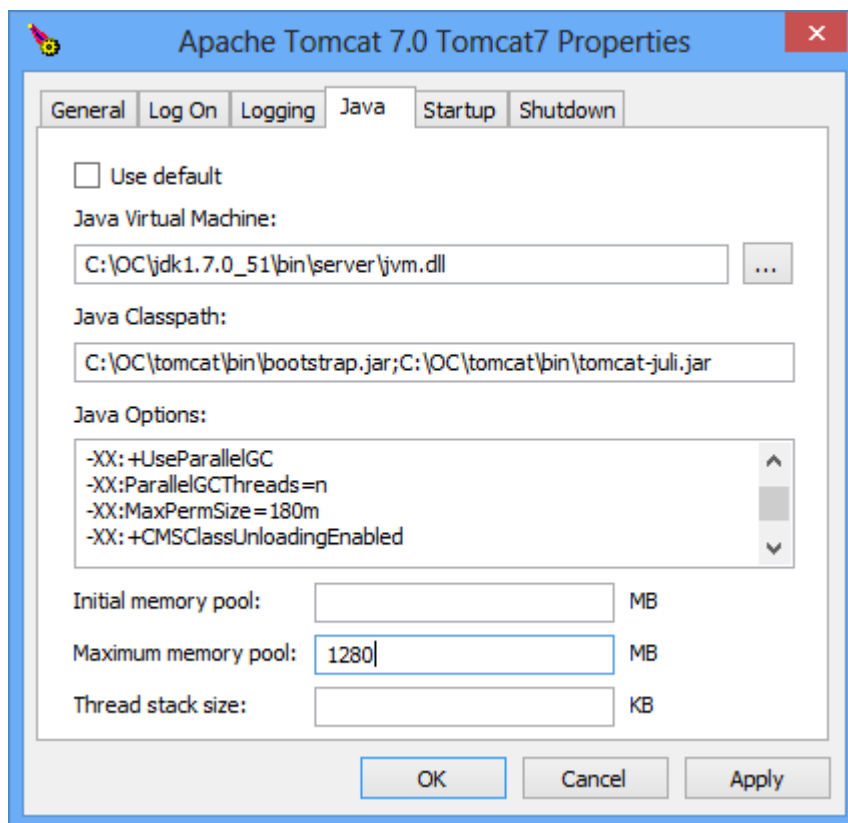 Apache Tomcat 7.0 Tomcat7 Properties
General Log On Logging Java Startup Shutdown
Use default
Java Virtual Machine:
C:\OC\jdk1.7.0_51\bin\server\jvm.dll ...
Java Classpath:
C:\OC\tomcat\bin\bootstrap.jar;C:\OC\tomcat\bin\tomcat-juli.jar
Java Options:
-XX:+UseParallelGC
-XX:ParallelGCThreads=n
-XX:MaxPermSize=180m
-XX:+CMSClassUnloadingEnabled
Initial memory pool: MB
Maximum memory pool: 1280 MB
Thread stack size: KB
OK Cancel Apply